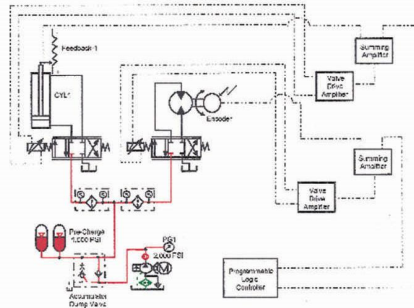 Feedback-1
Summing
Amplifier
Valve
Drive
Amplifier
CYL1
Encoder
Summing
Amplifier
Valve
Drive
Amplifier
Pre-Charge
1,000 PSI
PG1
2,000 PSI
Programmable
Logic
Controller
Accumulator
Dump Valve